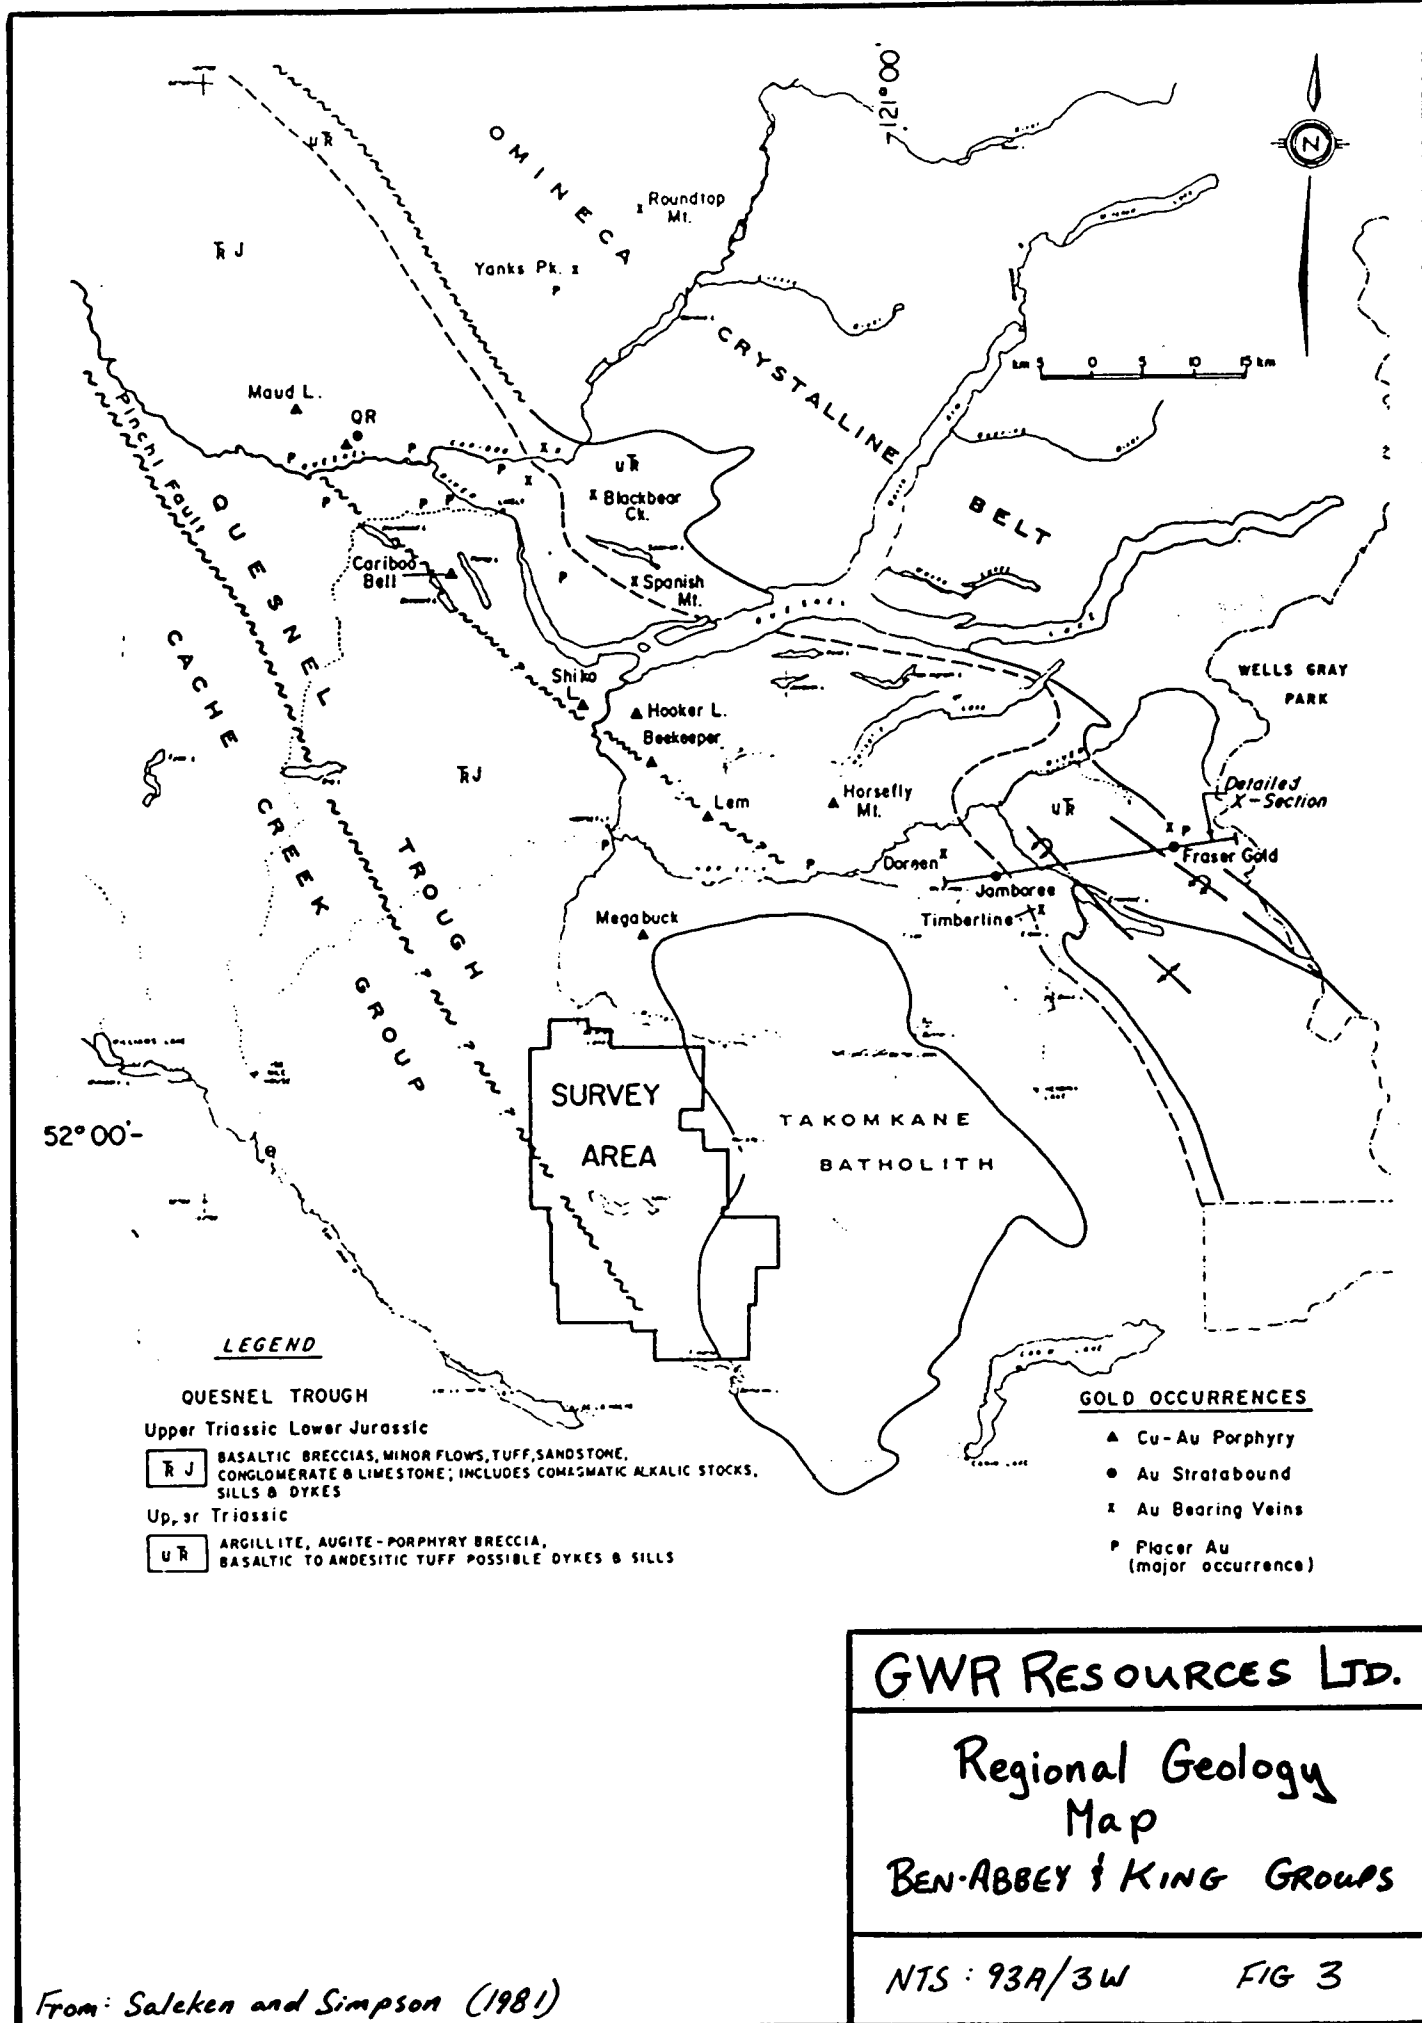 7121°00'
N
OMINECA
uTR
Roundtop
Mt.
TR J
Yanks Pk. x
P
CRYSTALLINE
km 5 0 5 10 15 km
Maud L.
QR
Pinchi Fault
uTR
x Blackbear
Ck.
BELT
QUESNEL
Cariboo
Bell
x Spanish
Mt.
CACHE
WELLS GRAY
PARK
Shiko
L.
Hooker L.
Beekeeper
TR J
Horsefly
Mt.
Lem
uTR
Detailed
X-Section
CREEK
TROUGH
Doreen x
x P
Fraser Gold
Jamboree
Timberline
Megabuck
GROUP
SURVEY
AREA
TAKOMKANE
BATHOLITH
52°00'-
LEGEND
QUESNEL TROUGH
Upper Triassic Lower Jurassic
TR J BASALTIC BRECCIAS, MINOR FLOWS, TUFF, SANDSTONE,
CONGLOMERATE & LIMESTONE; INCLUDES COMAGMATIC ALKALIC STOCKS,
SILLS & DYKES
Upper Triassic
uTR ARGILLITE, AUGITE-PORPHYRY BRECCIA,
BASALTIC TO ANDESITIC TUFF POSSIBLE DYKES & SILLS
GOLD OCCURRENCES
▲ Cu-Au Porphyry
● Au Stratabound
x Au Bearing Veins
P Placer Au
(major occurrence)
GWR RESOURCES LTD.
Regional Geology
Map
BEN-ABBEY & KING GROUPS
NTS: 93A/3W FIG 3
From: Saleken and Simpson (1981)